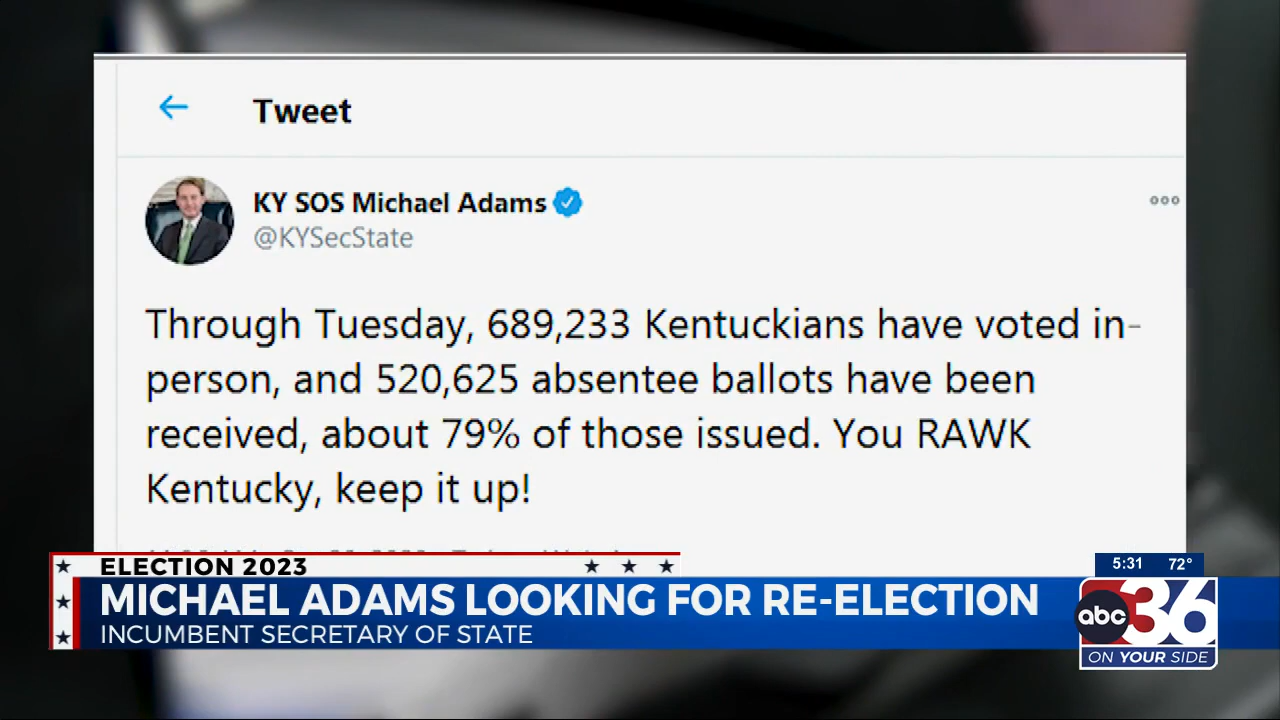 Tweet
KY SOS Michael Adams
@KYSecState
Through Tuesday, 689,233 Kentuckians have voted in-
person, and 520,625 absentee ballots have been
received, about 79% of those issued. You RAWK
Kentucky, keep it up!
ELECTION 2023
MICHAEL ADAMS LOOKING FOR RE-ELECTION
INCUMBENT SECRETARY OF STATE
5:31 72°
abc 36
ON YOUR SIDE